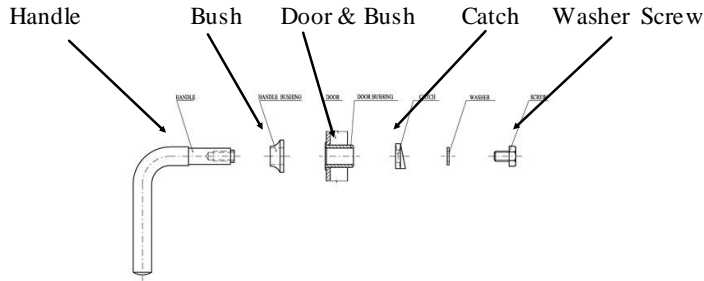 Handle Bush Door & Bush Catch Washer Screw
HANDLE HANDLE BUSHING DOOR DOOR BUSHING CATCH WASHER SCREW